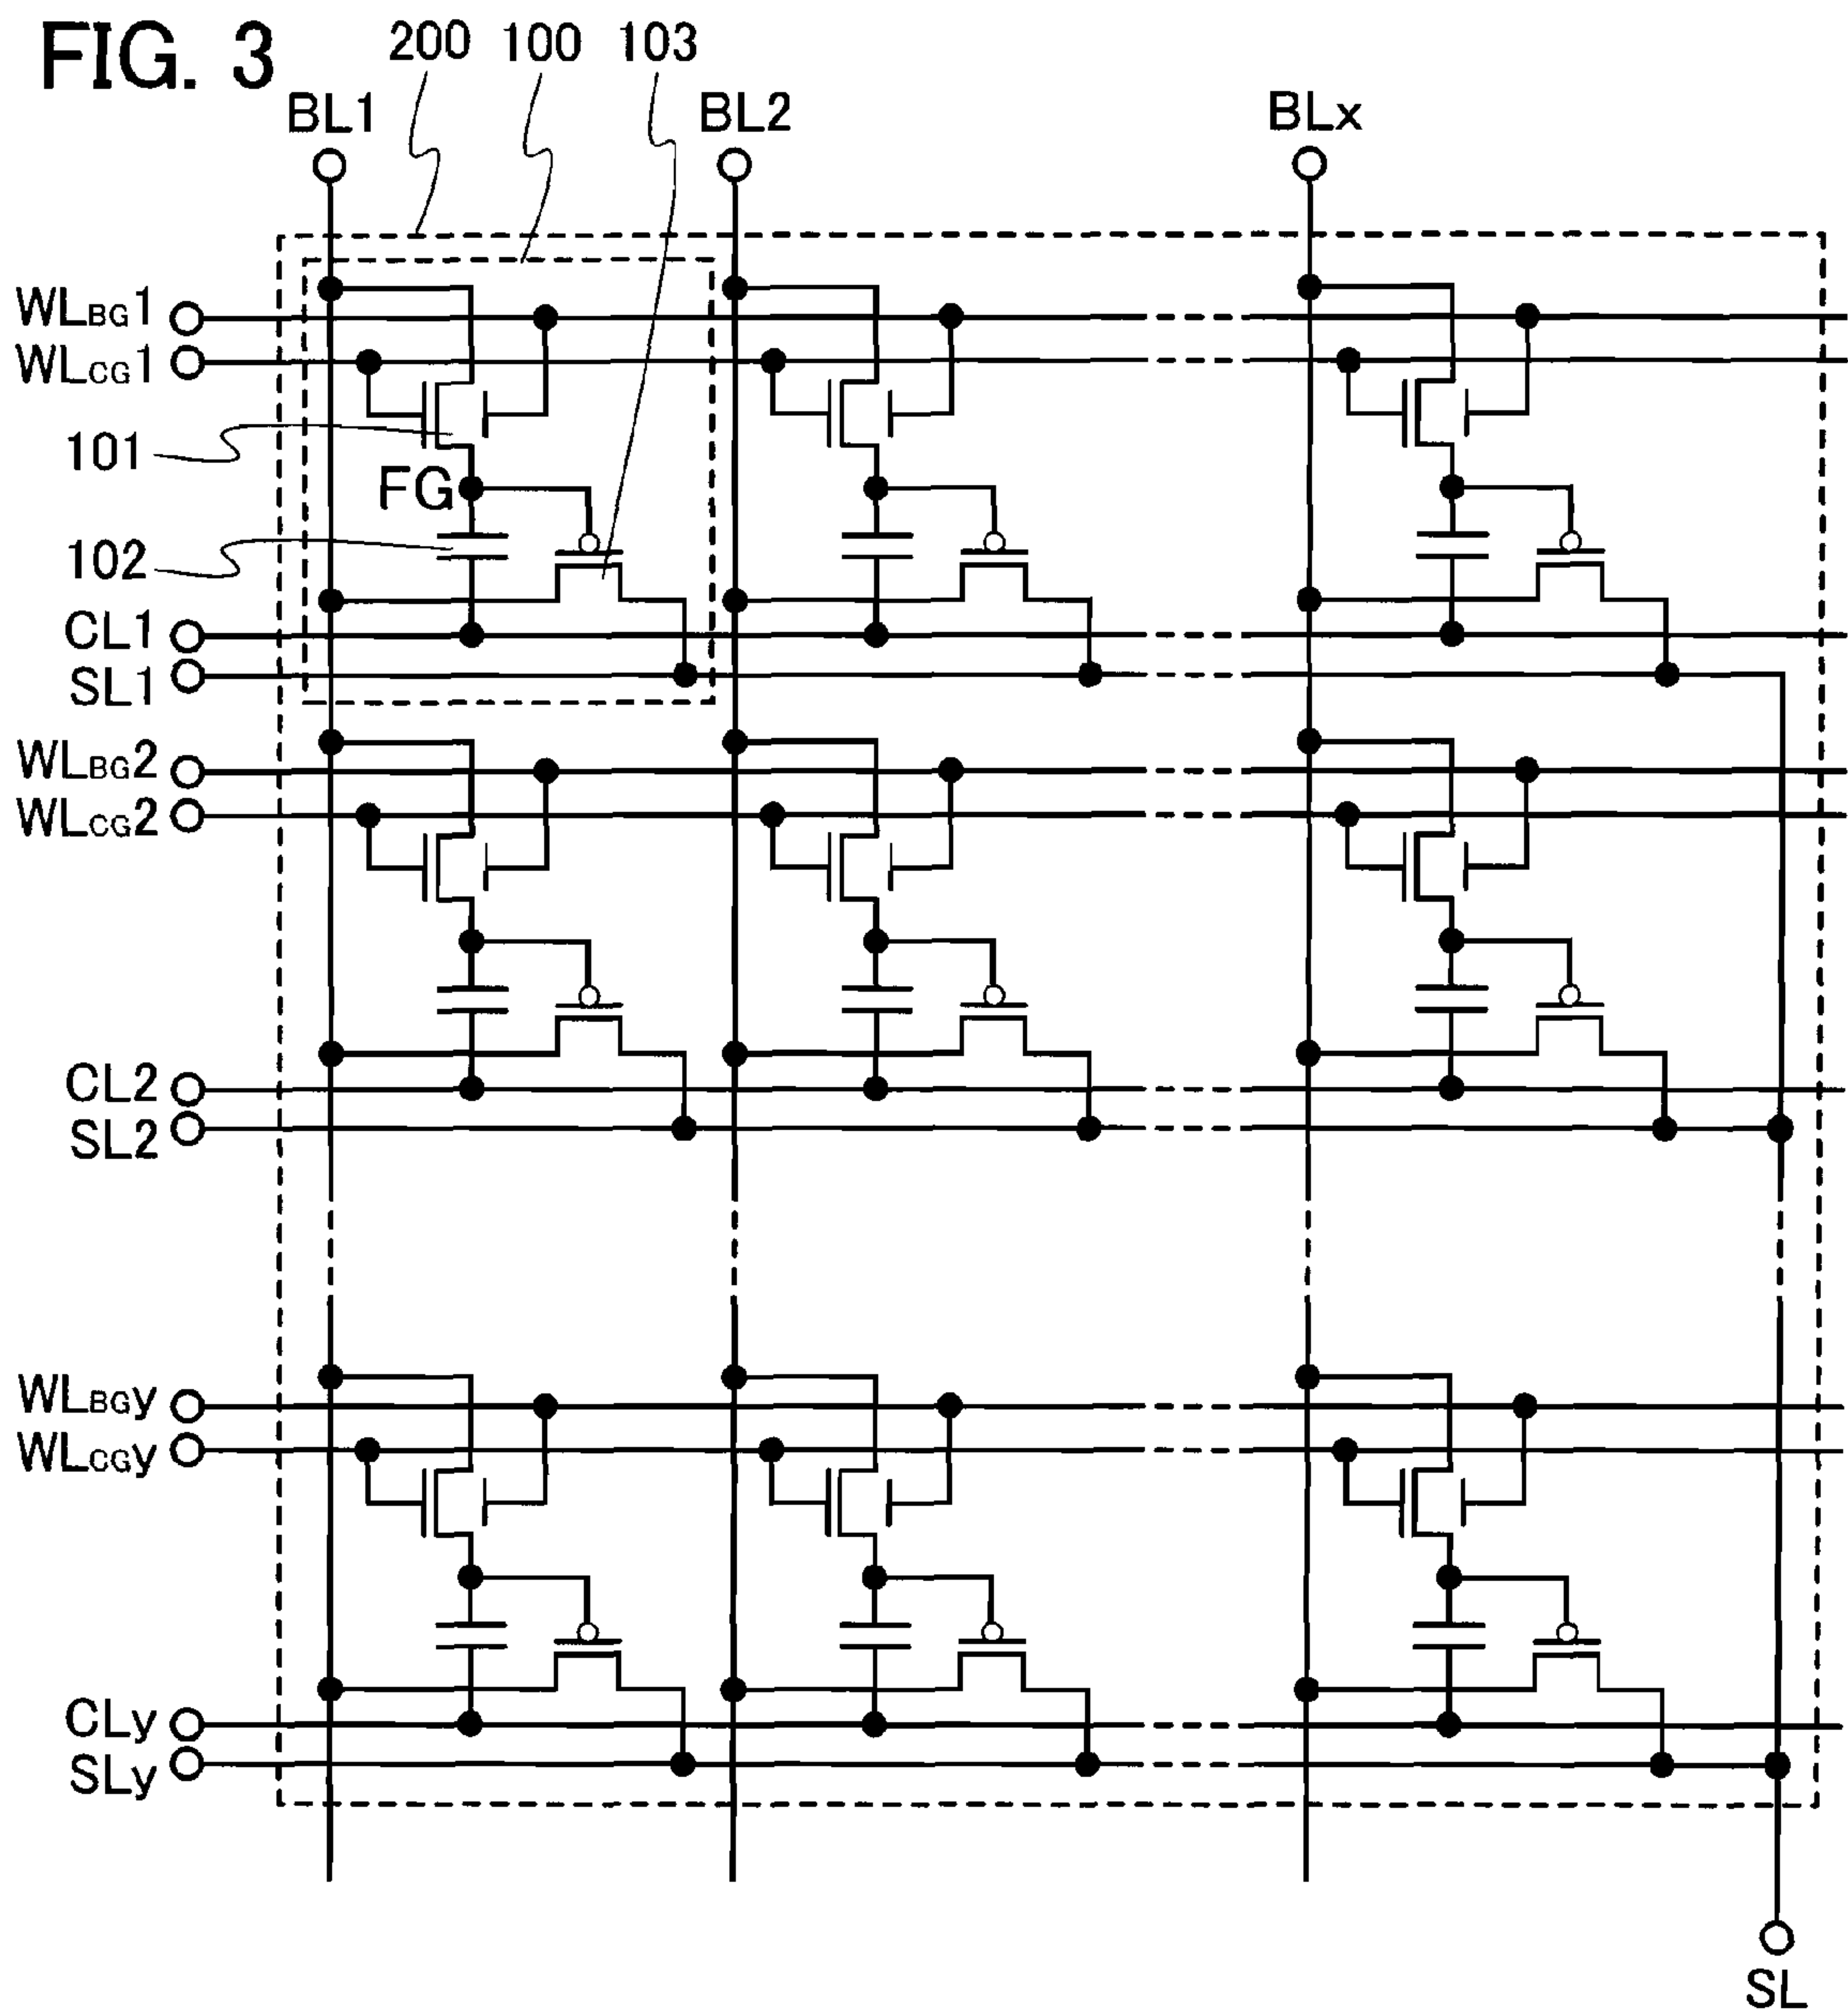 FIG. 3
200 100 103
BL1 BL2 BLx
WLBG1
WLCG1
101
FG
102
CL1
SL1
WLBG2
WLCG2
CL2
SL2
WLBGy
WLCGy
CLy
SLy
SL